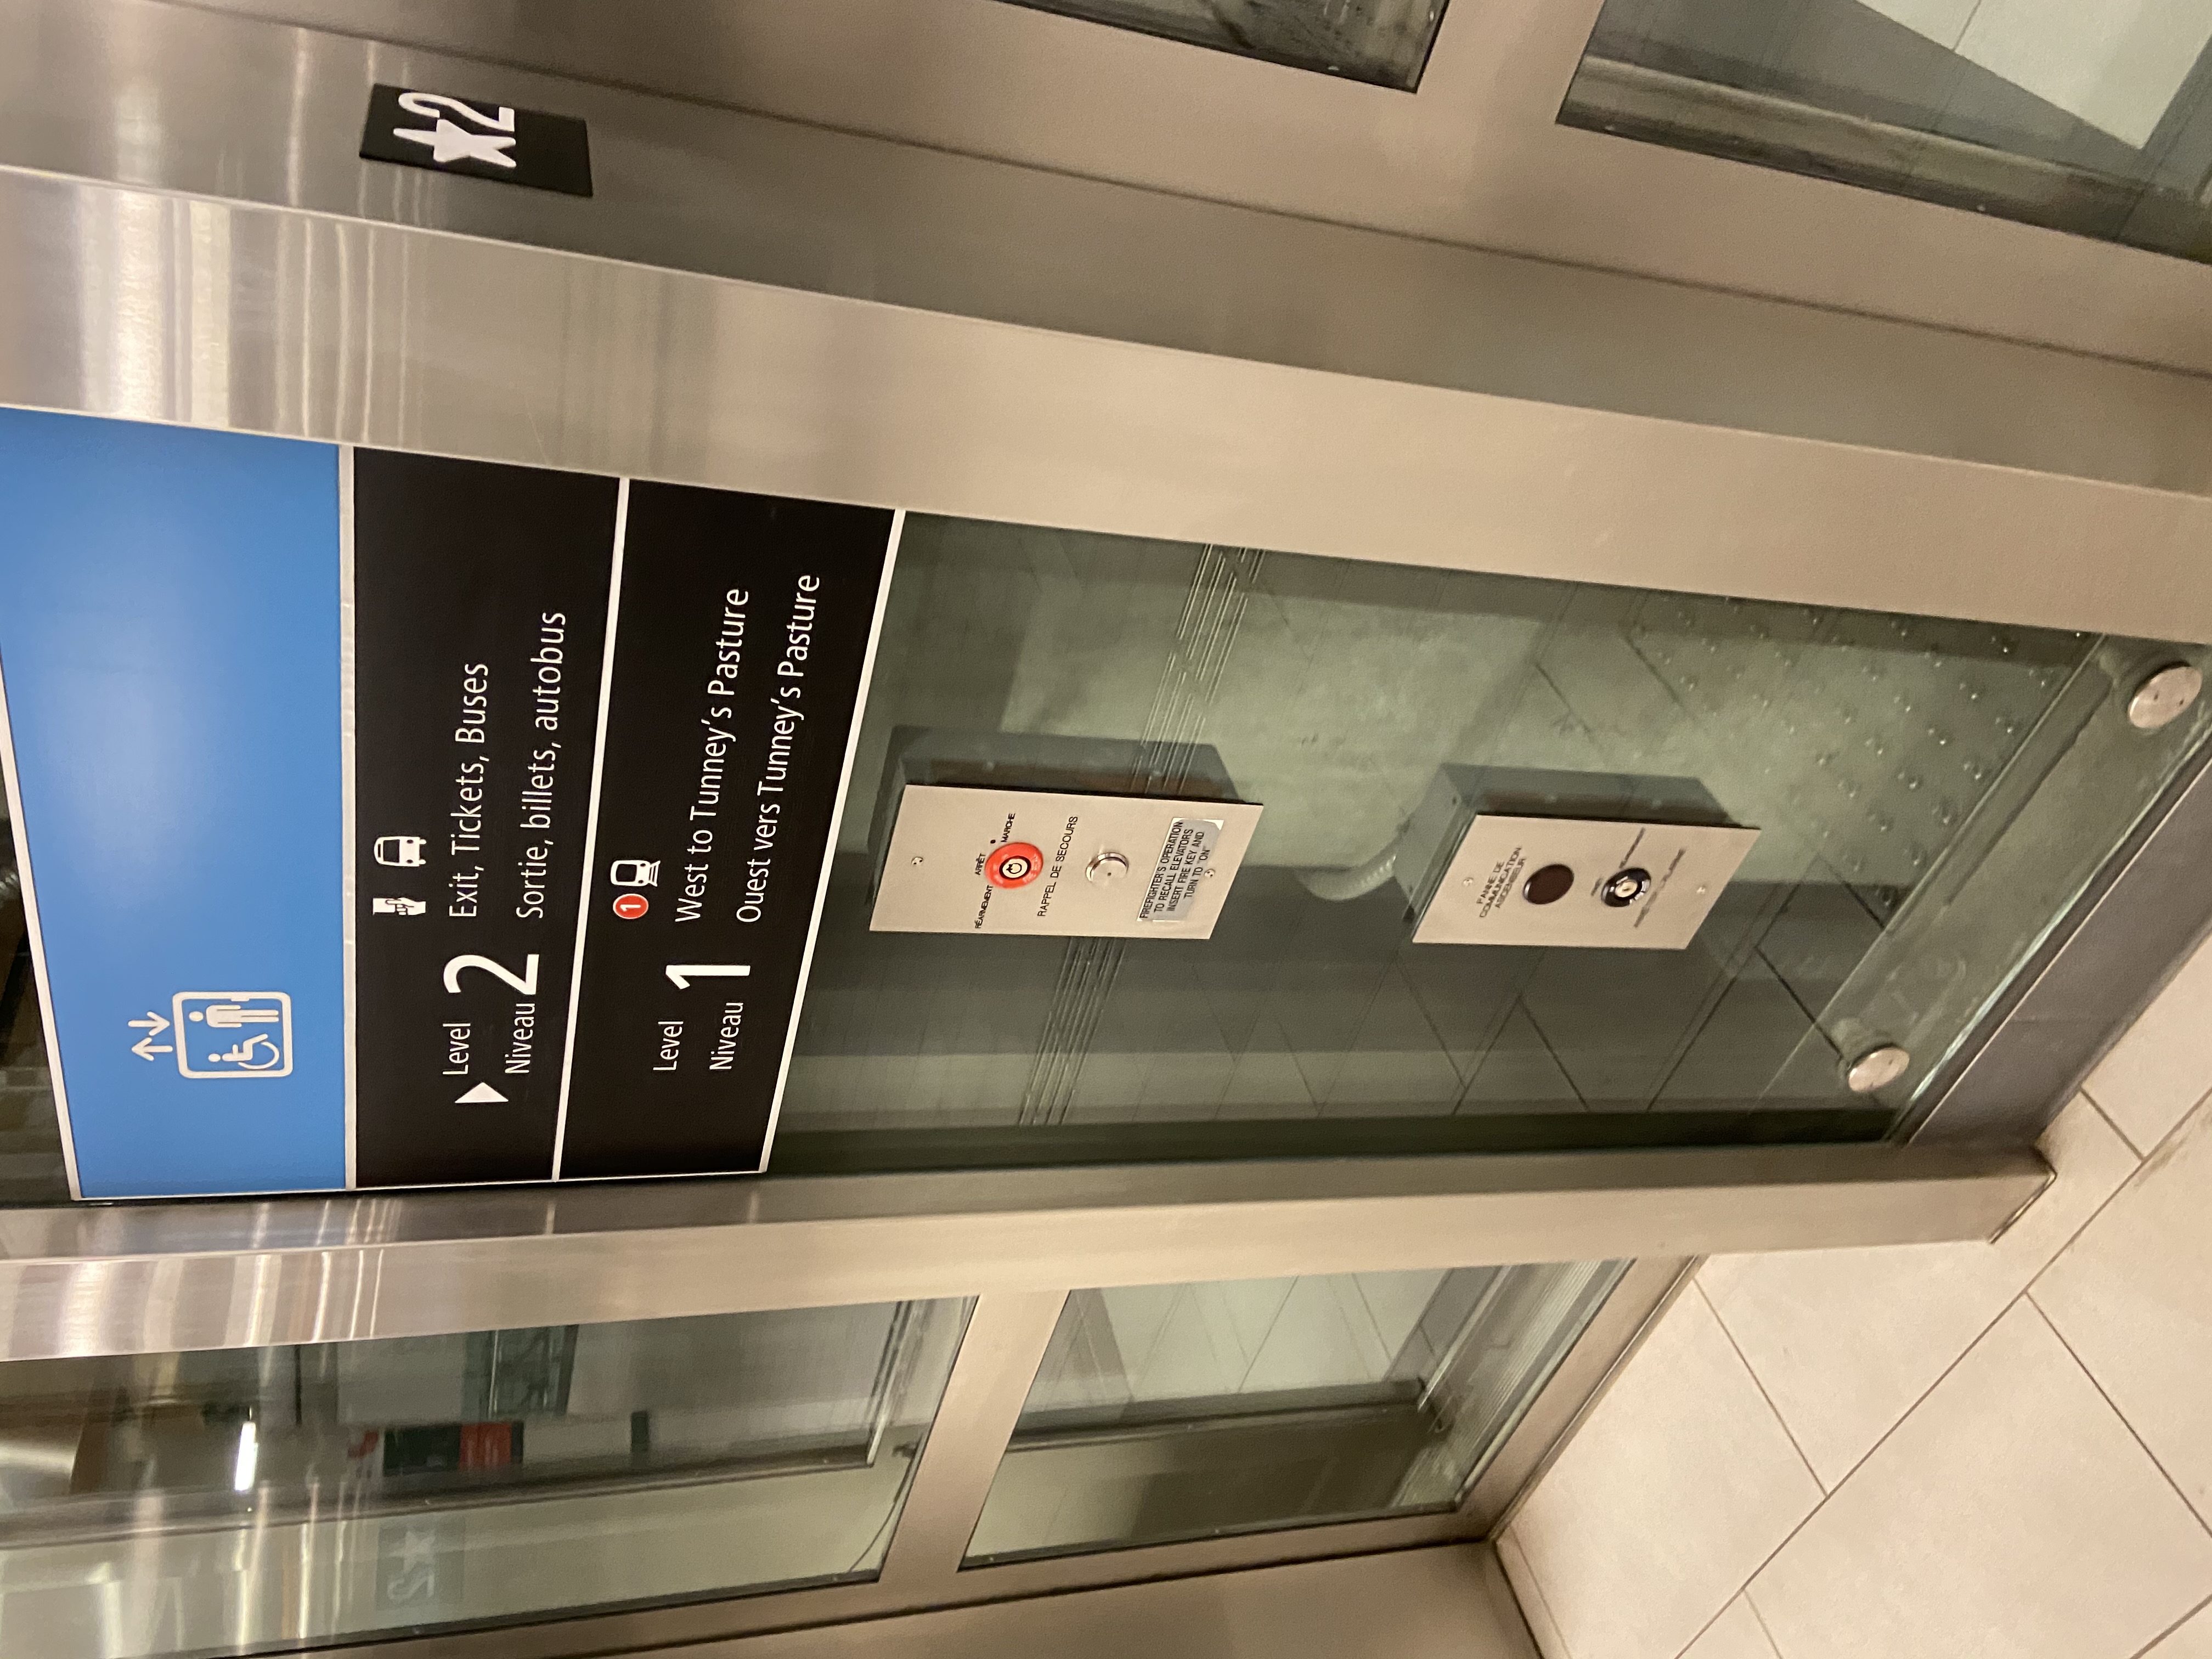 Level
Niveau
2
Exit, Tickets, Buses
Sortie, billets, autobus
1
Level
Niveau
1
West to Tunney's Pasture
Ouest vers Tunney's Pasture
★2
RÉARMEMENT
ARRÊT
MARCHE
RAPPEL DE SECOURS
FIREFIGHTER'S OPERATION
TO RECALL ELEVATORS
INSERT FIRE KEY AND
TURN TO "ON"
PANNE DE
COMMUNICATION
ASCENSEUR